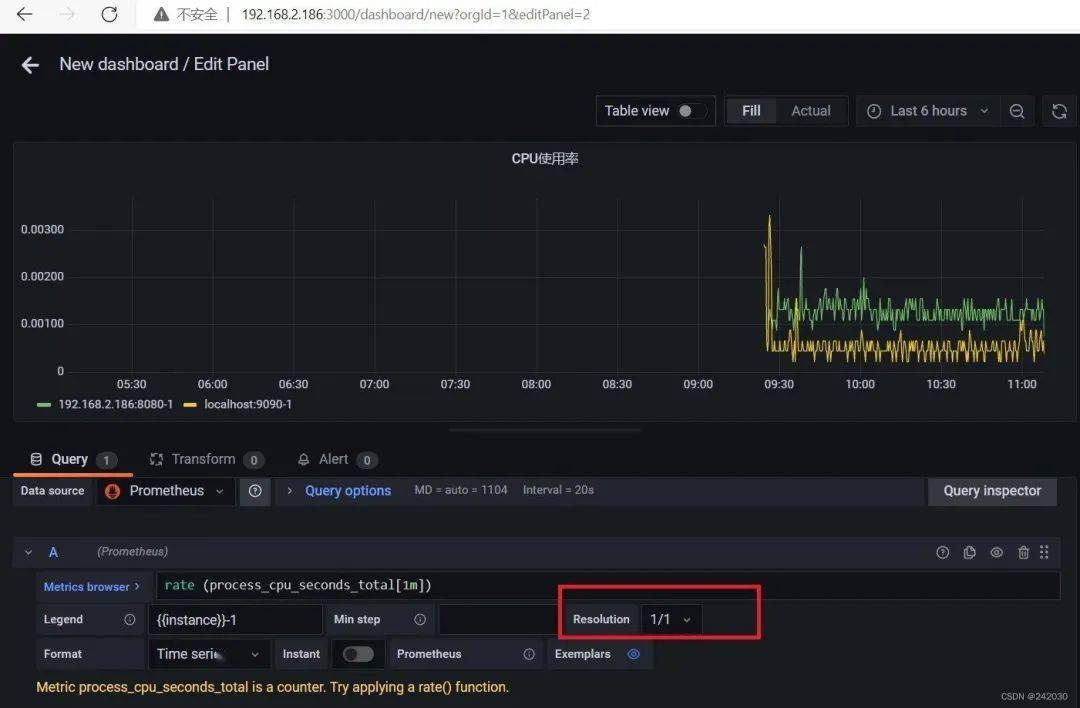 不安全 | 192.168.2.186:3000/dashboard/new?orgId=1&editPanel=2
New dashboard / Edit Panel
Table view Fill Actual Last 6 hours
CPU使用率
0.00300
0.00200
0.00100
0
05:30 06:00 06:30 07:00 07:30 08:00 08:30 09:00 09:30 10:00 10:30 11:00
192.168.2.186:8080-1 localhost:9090-1
Query 1 Transform 0 Alert 0
Data source Prometheus Query options MD = auto = 1104 Interval = 20s Query inspector
A (Prometheus)
Metrics browser > rate (process_cpu_seconds_total[1m])
Legend {{instance}}-1 Min step Resolution 1/1
Format Time Instant Prometheus Exemplars
Metric process_cpu_seconds_total is a counter. Try applying a rate() function.
CSDN @242030